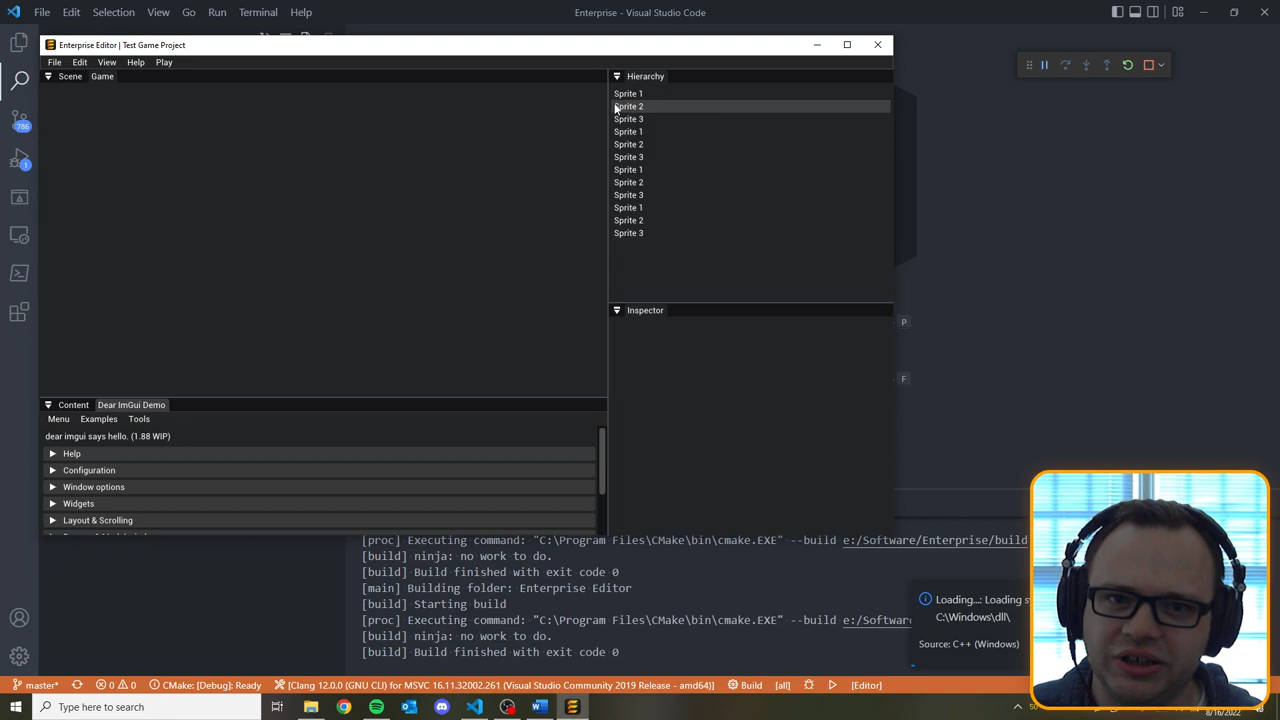 File Edit Selection View Go Run Terminal Help
Enterprise - Visual Studio Code
Enterprise Editor | Test Game Project
File Edit View Help Play
Scene Game
Hierarchy
Sprite 1
Sprite 2
Sprite 3
Sprite 1
Sprite 2
Sprite 3
Sprite 1
Sprite 2
Sprite 3
Sprite 1
Sprite 2
Sprite 3
Inspector
786
1
P
F
Content Dear ImGui Demo
Menu Examples Tools
dear imgui says hello. (1.88 WIP)
Help
Configuration
Window options
Widgets
Layout & Scrolling
[proc] Executing command: "C:\Program Files\CMake\bin\cmake.EXE" --build e:/Software/Enterprise/build
[build] ninja: no work to do.
[build] Build finished with exit code 0
[main] Building folder: Enterprise Editor
[build] Starting build
[proc] Executing command: "C:\Program Files\CMake\bin\cmake.EXE" --build e:/Softwar
[build] ninja: no work to do.
[build] Build finished with exit code 0
Loading...: Loading sy
C:\Windows\dll\
Source: C++ (Windows)
master* 0 0 CMake: [Debug]: Ready [Clang 12.0.0 (GNU CLI) for MSVC 16.11.32002.261 (Visual Studio Community 2019 Release - amd64)] Build [all] [Editor]
Type here to search
8/16/2022